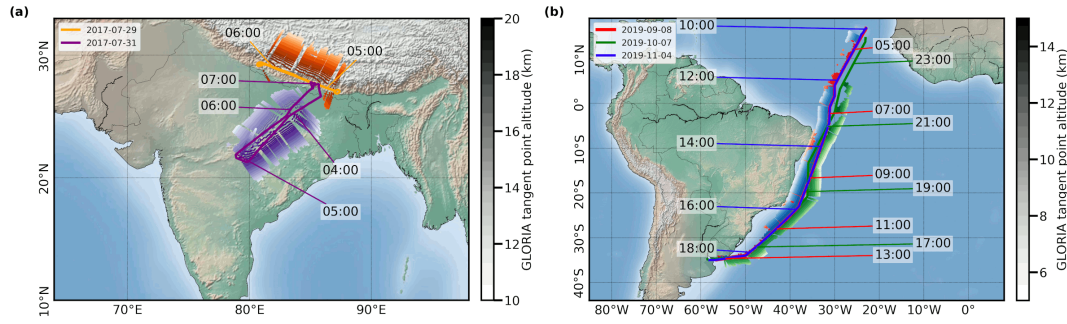 (a)
2017-07-29
2017-07-31
06:00
05:00
07:00
06:00
04:00
05:00
30°N
20°N
10°N
70°E
80°E
90°E
20
18
16
14
12
10
GLORIA tangent point altitude (km)
(b)
2019-09-08
2019-10-07
2019-11-04
10:00
05:00
23:00
12:00
07:00
21:00
14:00
09:00
19:00
16:00
11:00
17:00
18:00
13:00
10°N
0°
10°S
20°S
30°S
40°S
80°W
70°W
60°W
50°W
40°W
30°W
20°W
10°W
0°
14
12
10
8
6
GLORIA tangent point altitude (km)